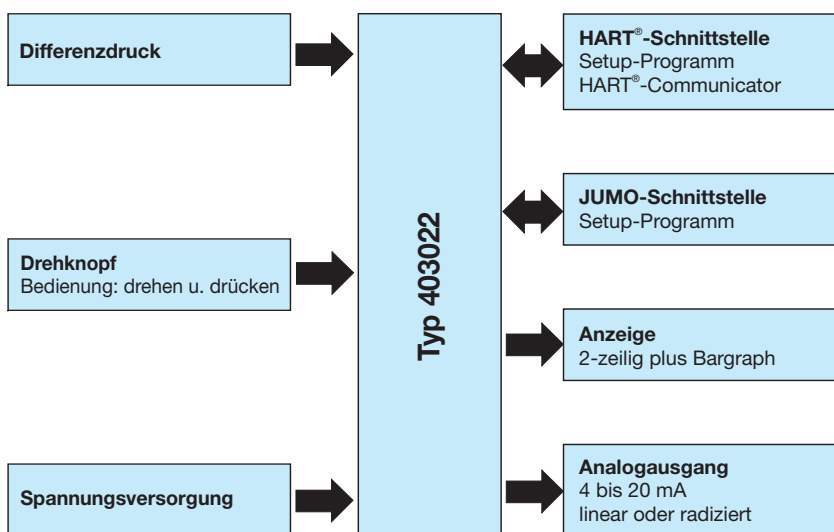 Differenzdruck
Drehknopf
Bedienung: drehen u. drücken
Spannungsversorgung
Typ 403022
HART®-Schnittstelle
Setup-Programm
HART®-Communicator
JUMO-Schnittstelle
Setup-Programm
Anzeige
2-zeilig plus Bargraph
Analogausgang
4 bis 20 mA
linear oder radiziert